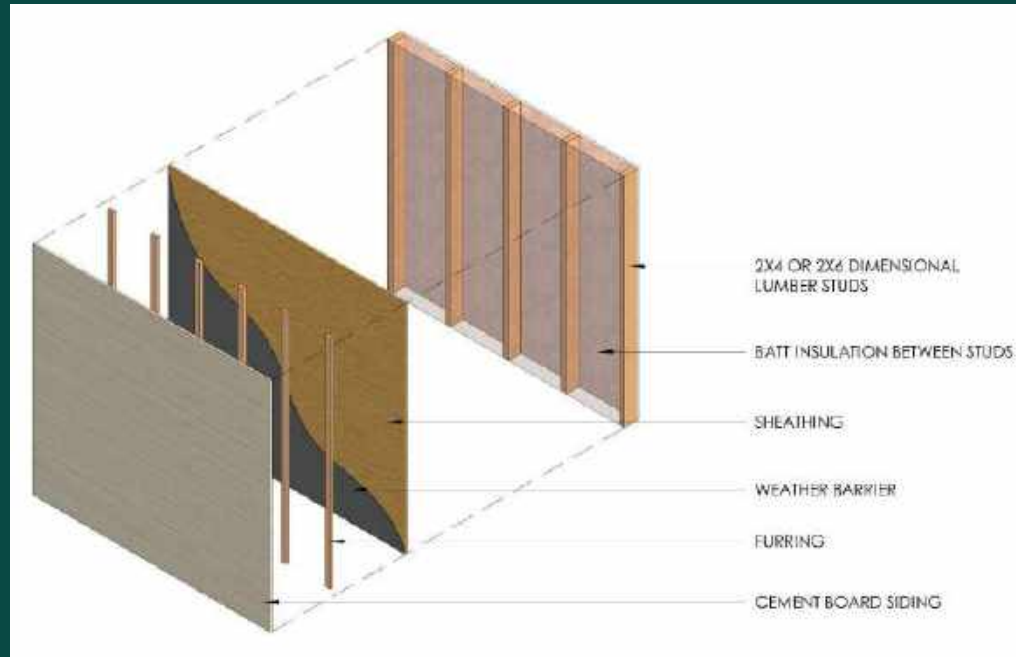 2X4 OR 2X6 DIMENSIONAL
LUMBER STUDS
BATT INSULATION BETWEEN STUDS
SHEATHING
WEATHER BARRIER
FURRING
CEMENT BOARD SIDING